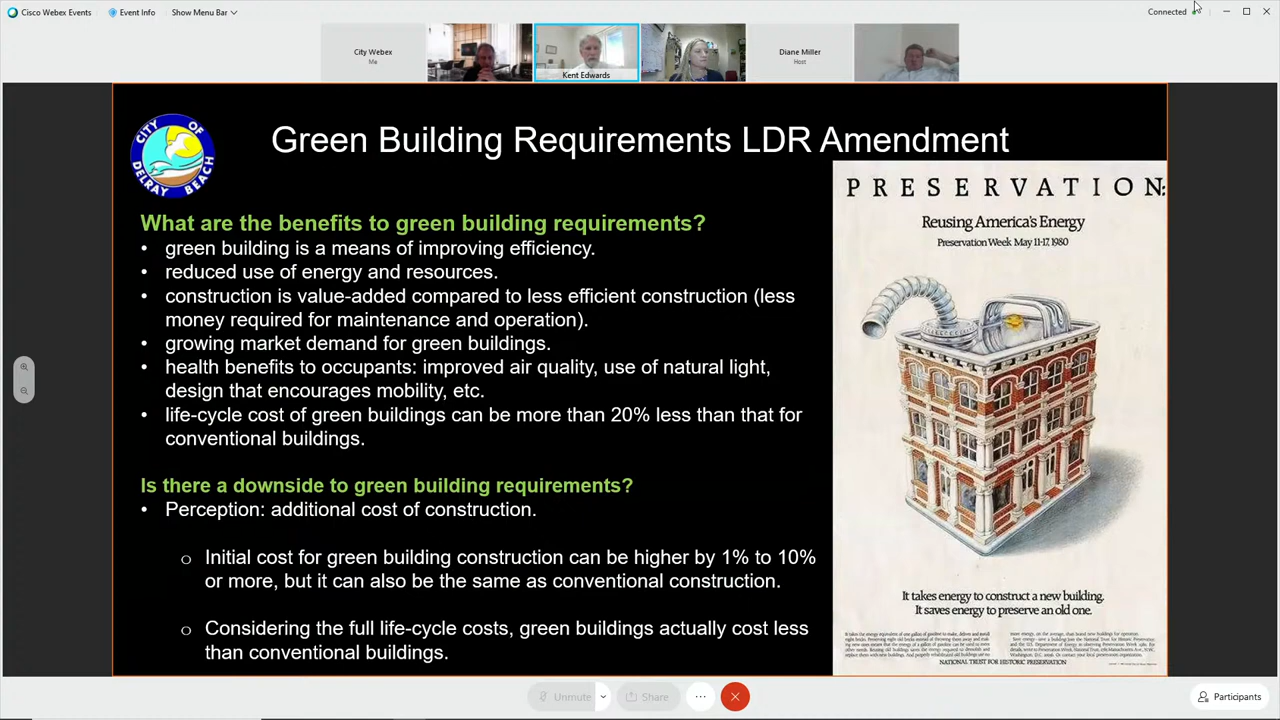 Cisco Webex Events
Event Info
Show Menu Bar
Connected
City Webex
Me
Kent Edwards
Diane Miller
Host
CITY OF DELRAY BEACH
Green Building Requirements LDR Amendment
What are the benefits to green building requirements?
• green building is a means of improving efficiency.
• reduced use of energy and resources.
• construction is value-added compared to less efficient construction (less
money required for maintenance and operation).
• growing market demand for green buildings.
• health benefits to occupants: improved air quality, use of natural light,
design that encourages mobility, etc.
• life-cycle cost of green buildings can be more than 20% less than that for
conventional buildings.
Is there a downside to green building requirements?
• Perception: additional cost of construction.
o Initial cost for green building construction can be higher by 1% to 10%
or more, but it can also be the same as conventional construction.
o Considering the full life-cycle costs, green buildings actually cost less
than conventional buildings.
PRESERVATION:
Reusing America's Energy
Preservation Week May 11-17, 1980
It takes energy to construct a new building.
It saves energy to preserve an old one.
NATIONAL TRUST FOR HISTORIC PRESERVATION
Unmute
Share
Participants